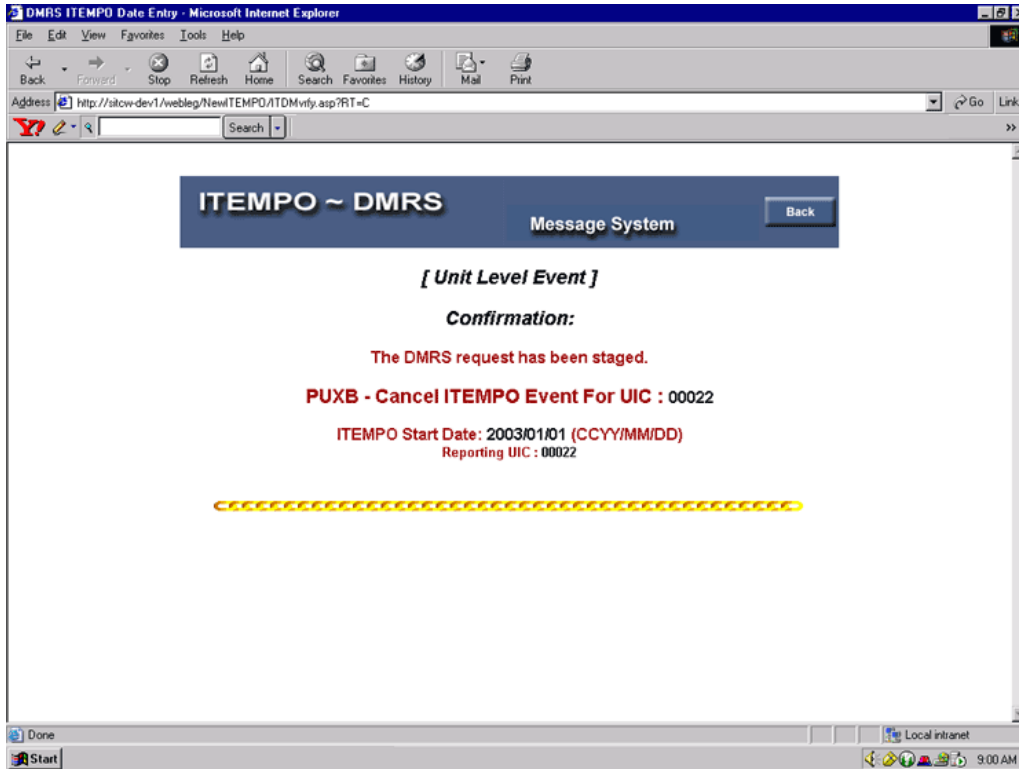 DMRS ITEMPO Date Entry - Microsoft Internet Explorer
File Edit View Favorites Tools Help
Back Forward Stop Refresh Home Search Favorites History Mail Print
Address http://sitcw-dev1/webleg/NewITEMPO/ITDMvrfy.asp?RT=C Go Link
Y! Search »
ITEMPO ~ DMRS
Message System
Back
[ Unit Level Event ]
Confirmation:
The DMRS request has been staged.
PUXB - Cancel ITEMPO Event For UIC : 00022
ITEMPO Start Date: 2003/01/01 (CCYY/MM/DD)
Reporting UIC : 00022
Done Local intranet
Start 9:00 AM